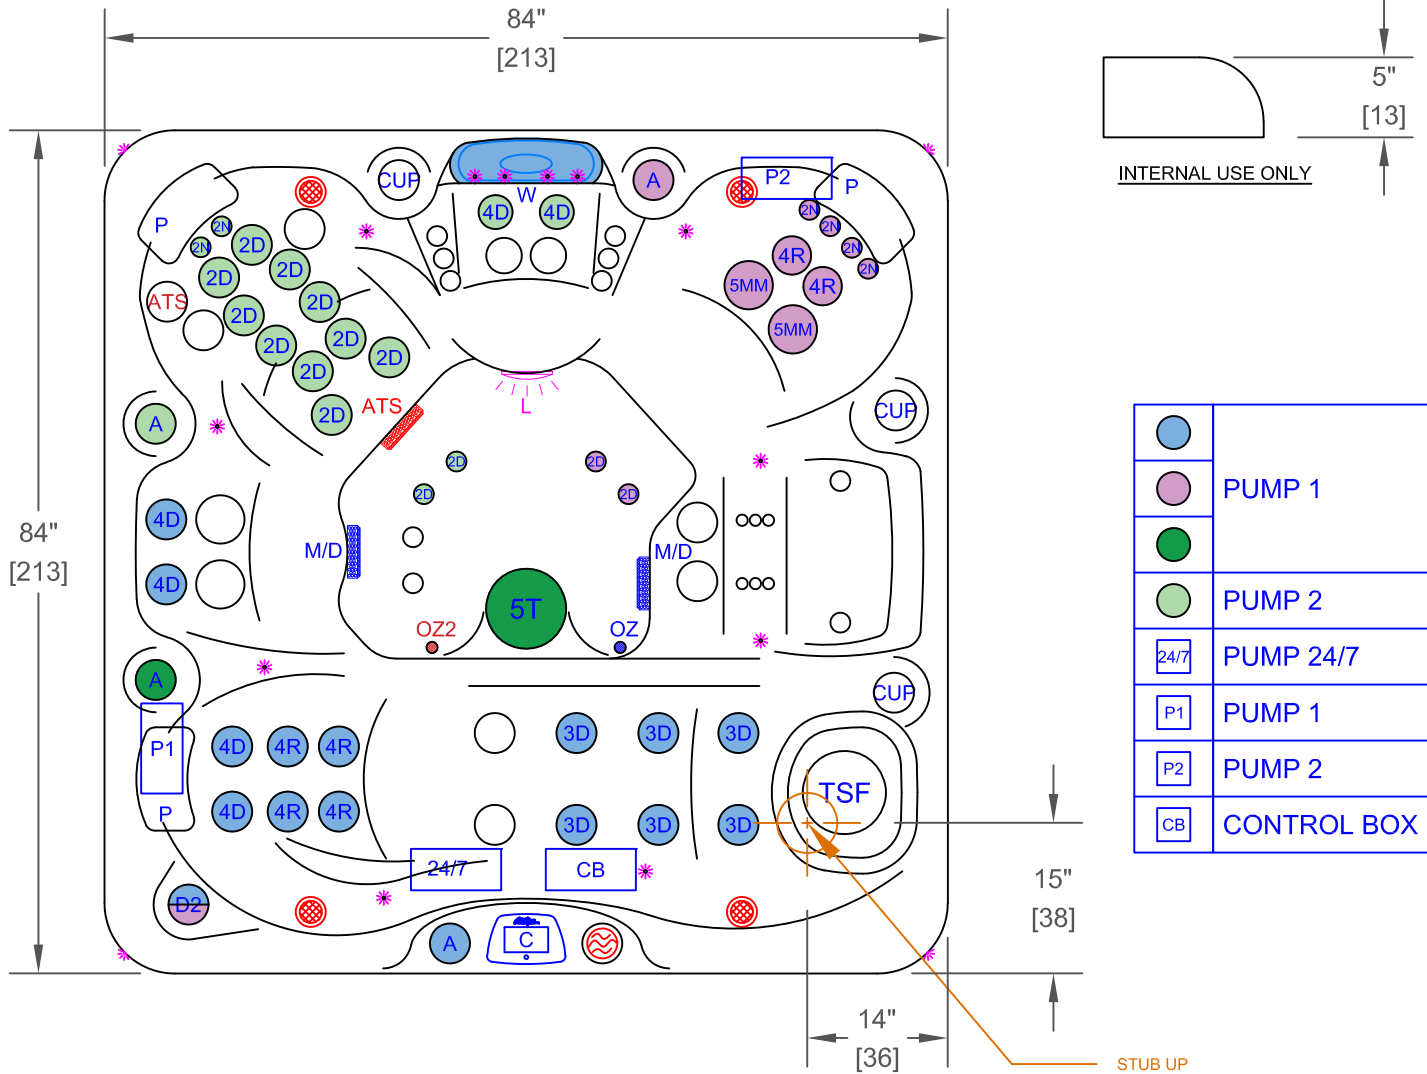 84"
[213]
5"
[13]
INTERNAL USE ONLY
CUP
W
A
P2
P
P
4D
4D
2N
2N
2N
2N
2N
2N
2D
2D
2D
2D
2D
2D
2D
2D
2D
2D
2D
4R
4R
5MM
5MM
ATS
ATS
L
A
CUP
2D
2D
2D
2D
PUMP 1
4D
4D
M/D
M/D
84"
[213]
5T
OZ2
OZ
PUMP 2
24/7
PUMP 24/7
A
CUP
P1
PUMP 1
P1
P
4D
4R
4R
3D
3D
3D
P2
PUMP 2
TSF
4D
4R
4R
3D
3D
3D
CB
CONTROL BOX
24/7
CB
15"
[38]
D2
A
C
14"
[36]
STUB UP